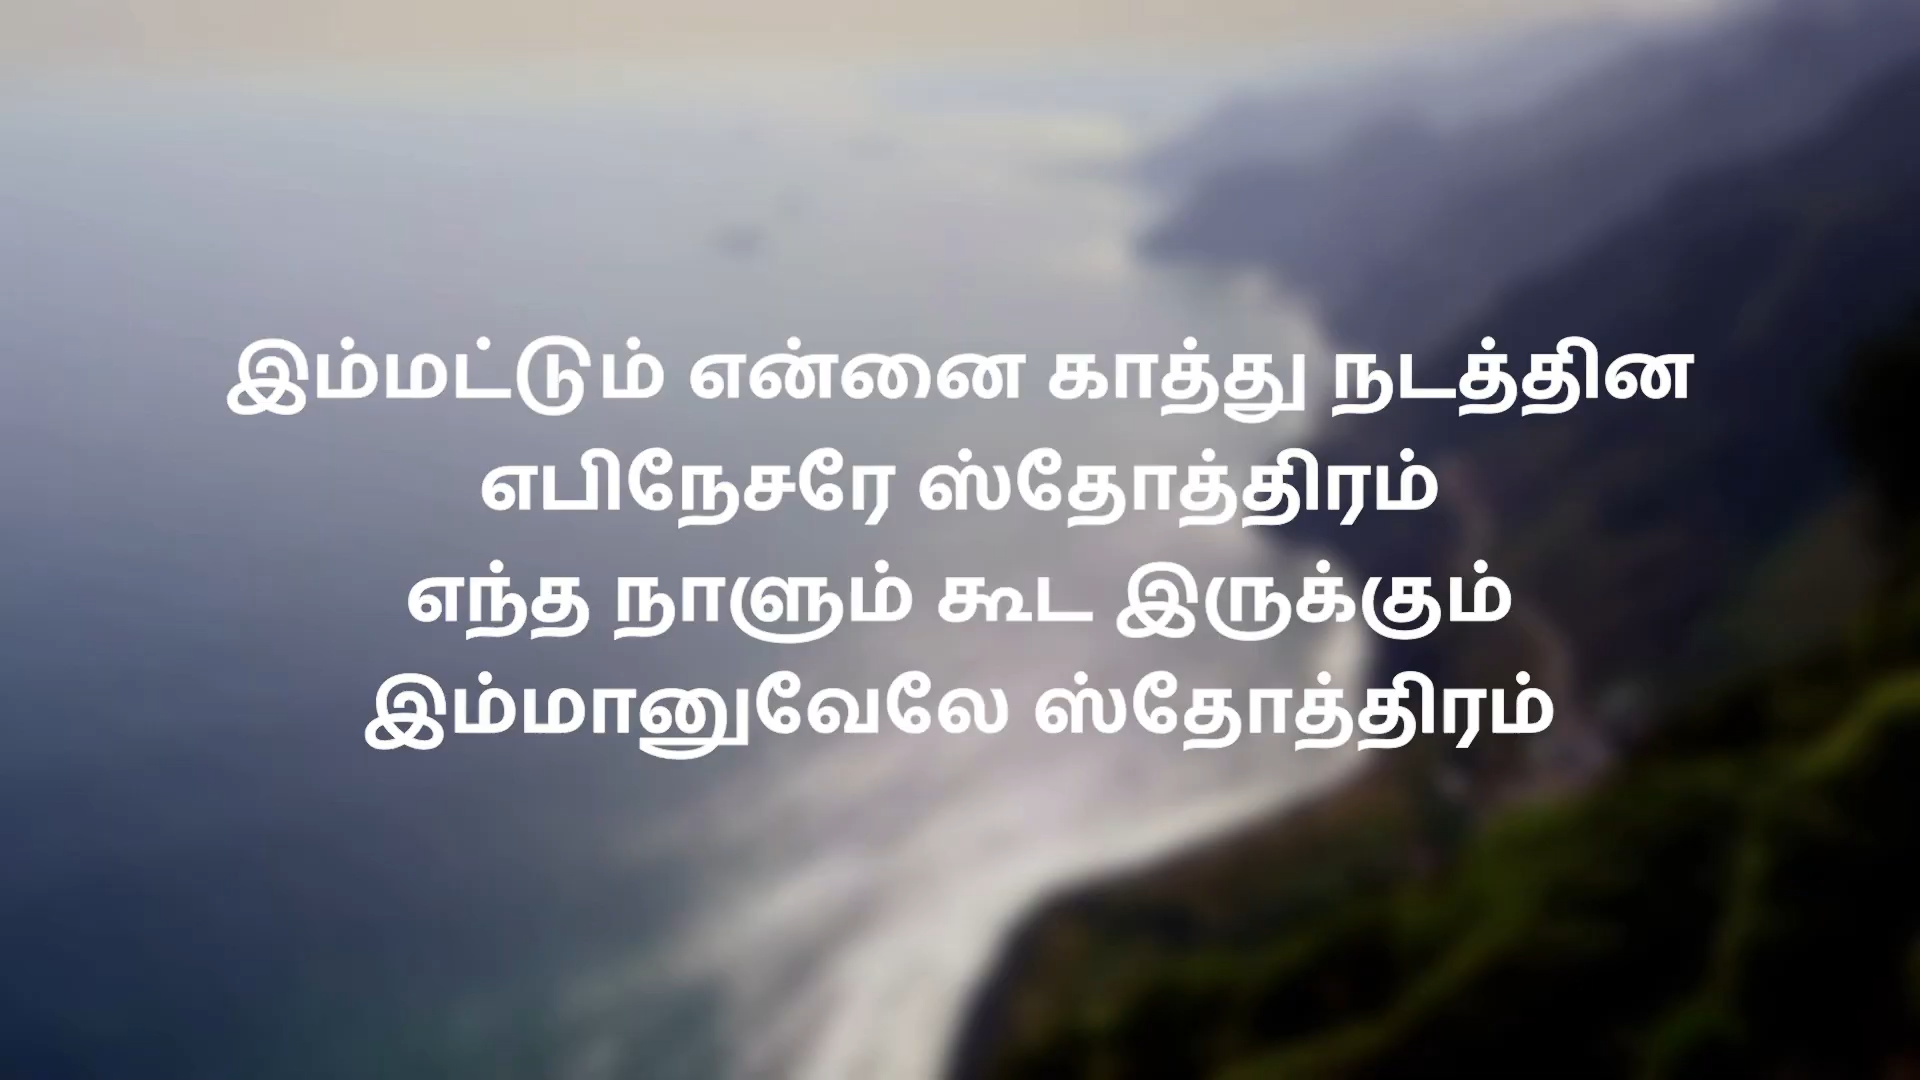 இம்மட்டும் என்னை காத்து நடத்தின
எபிநேசரே ஸ்தோத்திரம்
எந்த நாளும் கூட இருக்கும்
இம்மானுவேலே ஸ்தோத்திரம்